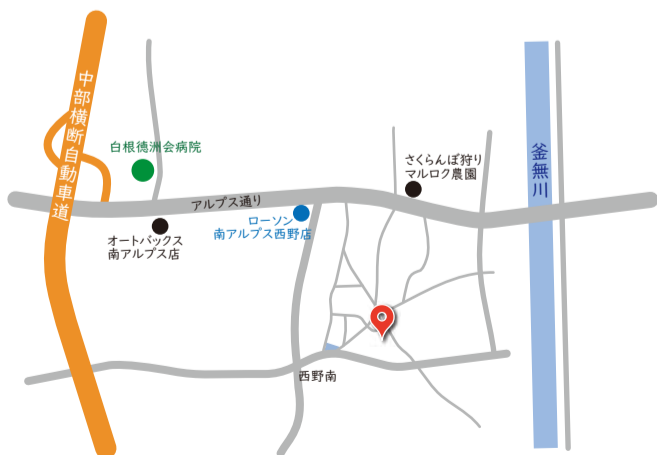 中部横断自動車道
白根徳洲会病院
さくらんぼ狩り
マルロク農園
釜無川
アルプス通り
ローソン
南アルプス西野店
オートバックス
南アルプス店
西野南